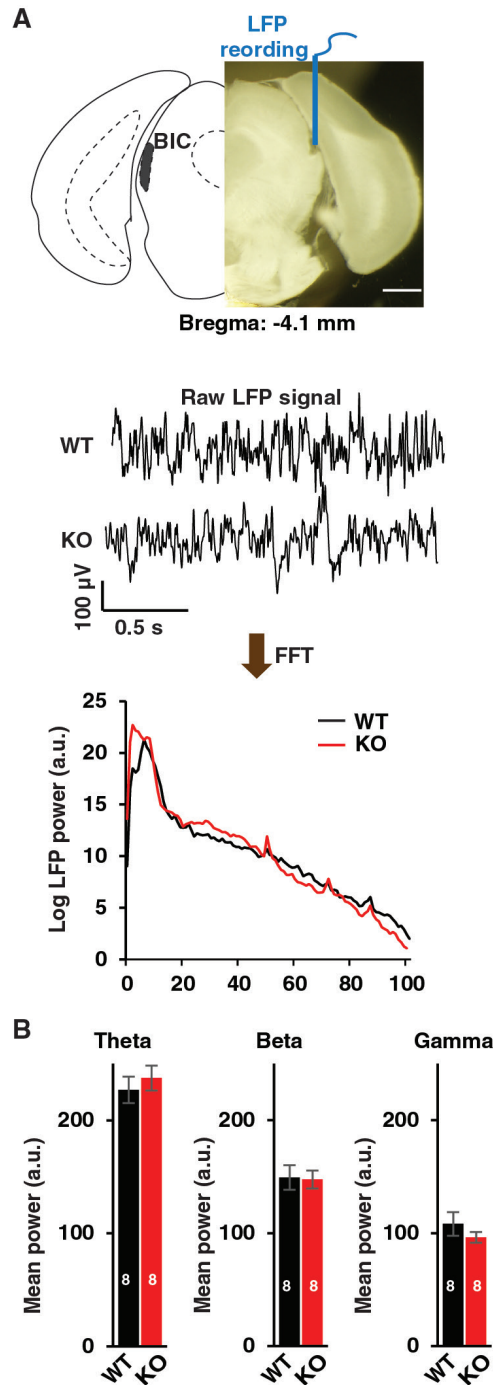 A
LFP
reording
BIC
Bregma: -4.1 mm
Raw LFP signal
WT
KO
100 µV
0.5 s
FFT
Log LFP power (a.u.)
25
20
15
10
5
0
WT
KO
0 20 40 60 80 100
B
Theta Beta Gamma
Mean power (a.u.)
200
100
0
8 8
WT KO
Mean power (a.u.)
200
100
0
8 8
WT KO
Mean power (a.u.)
200
100
0
8 8
WT KO